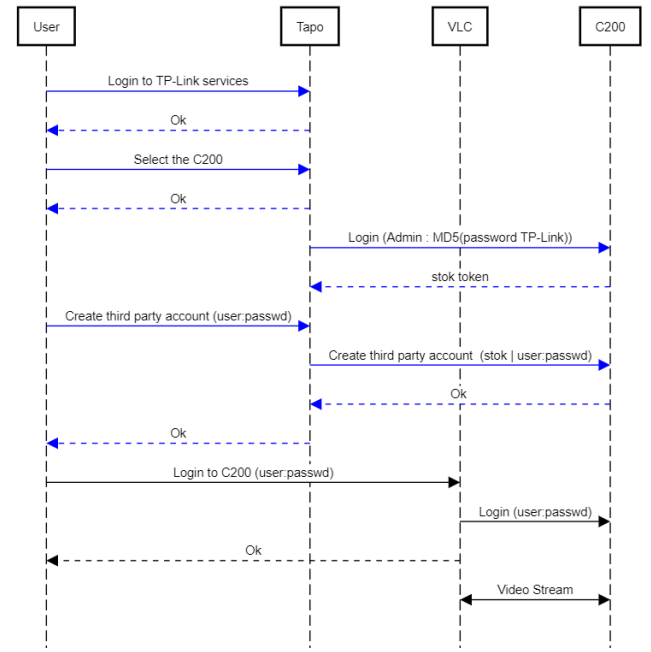 User Tapo VLC C200
Login to TP-Link services
Ok
Select the C200
Ok
Login (Admin : MD5(password TP-Link))
stok token
Create third party account (user:passwd)
Create third party account (stok | user:passwd)
Ok
Ok
Login to C200 (user:passwd)
Login (user:passwd)
Ok
Video Stream